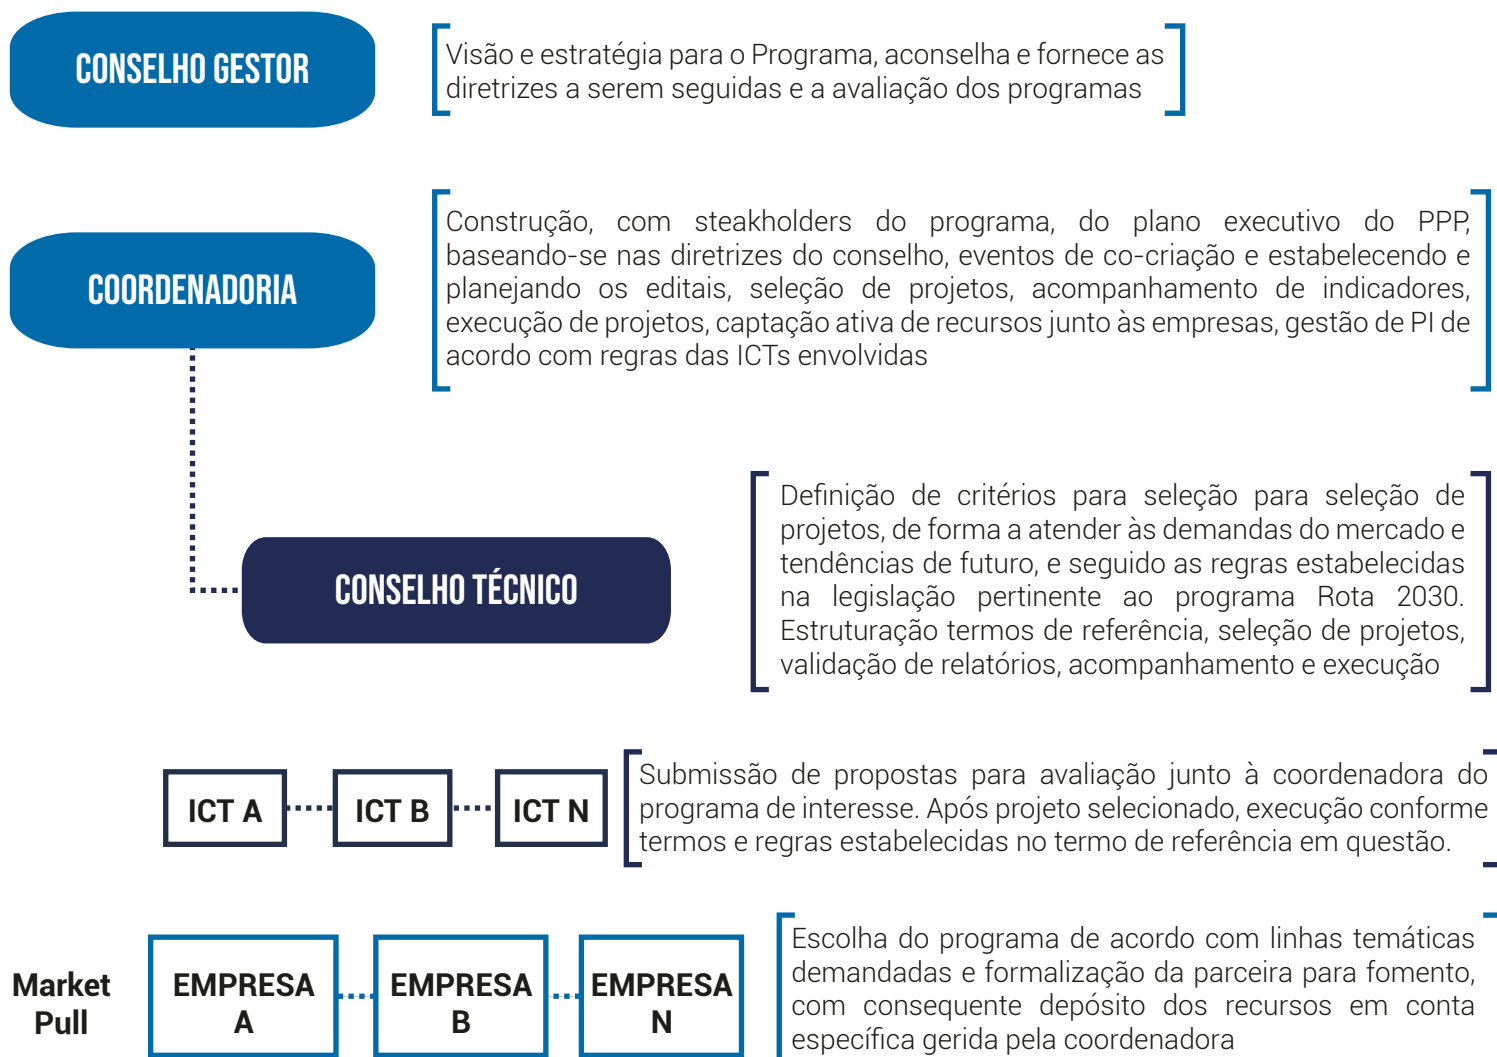 CONSELHO GESTOR
Visão e estratégia para o Programa, aconselha e fornece as
diretrizes a serem seguidas e a avaliação dos programas
COORDENADORIA
Construção, com steakholders do programa, do plano executivo do PPP,
baseando-se nas diretrizes do conselho, eventos de co-criação e estabelecendo e
planejando os editais, seleção de projetos, acompanhamento de indicadores,
execução de projetos, captação ativa de recursos junto às empresas, gestão de PI de
acordo com regras das ICTs envolvidas
CONSELHO TÉCNICO
Definição de critérios para seleção para seleção de
projetos, de forma a atender às demandas do mercado e
tendências de futuro, e seguido as regras estabelecidas
na legislação pertinente ao programa Rota 2030.
Estruturação termos de referência, seleção de projetos,
validação de relatórios, acompanhamento e execução
ICT A
ICT B
ICT N
Submissão de propostas para avaliação junto à coordenadora do
programa de interesse. Após projeto selecionado, execução conforme
termos e regras estabelecidas no termo de referência em questão.
Market
Pull
EMPRESA
A
EMPRESA
B
EMPRESA
N
Escolha do programa de acordo com linhas temáticas
demandadas e formalização da parceira para fomento,
com consequente depósito dos recursos em conta
específica gerida pela coordenadora